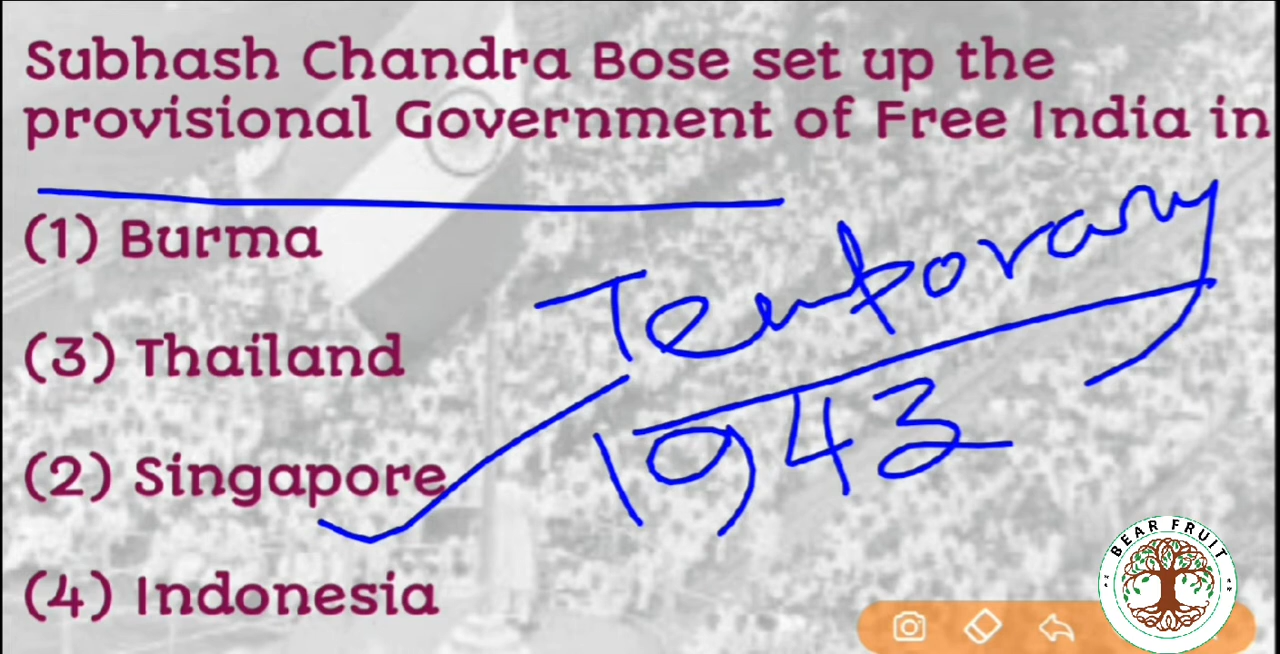 Subhash Chandra Bose set up the
provisional Government of Free India in
(1) Burma
(3) Thailand
(2) Singapore
(4) Indonesia
Temporary
1943
BEAR FRUIT